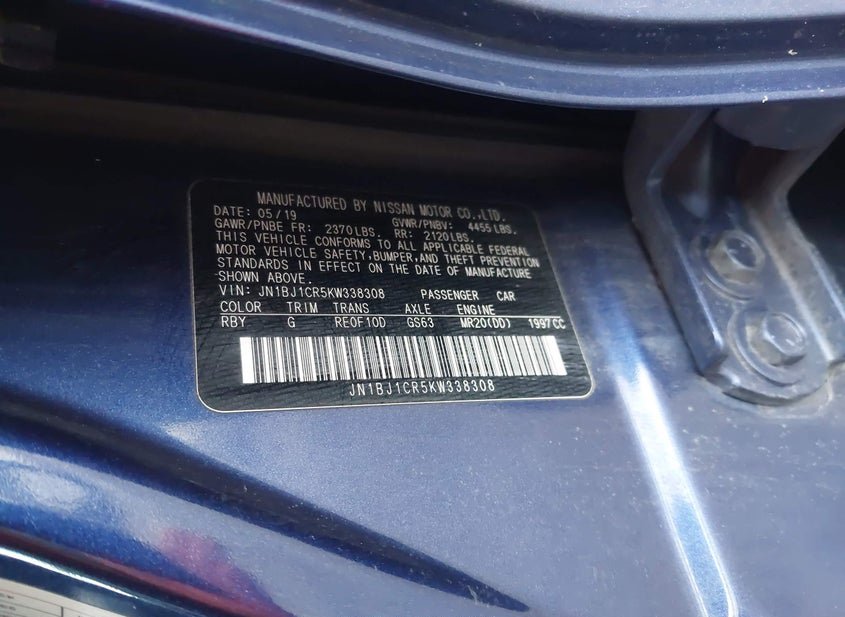 MANUFACTURED BY NISSAN MOTOR CO.,LTD.
DATE: 05/19
GAWR/PNBE FR: 2370LBS. GVWR/PNBV: 4455LBS.
RR: 2120LBS.
THIS VEHICLE CONFORMS TO ALL APPLICABLE FEDERAL
MOTOR VEHICLE SAFETY, BUMPER, AND THEFT PREVENTION
STANDARDS IN EFFECT ON THE DATE OF MANUFACTURE
SHOWN ABOVE.
VIN: JN1BJ1CR5KW338308 PASSENGER CAR
COLOR TRIM TRANS AXLE ENGINE
RBY G RE0F10D GS63 MR20(DD) 1997CC
JN1BJ1CR5KW338308